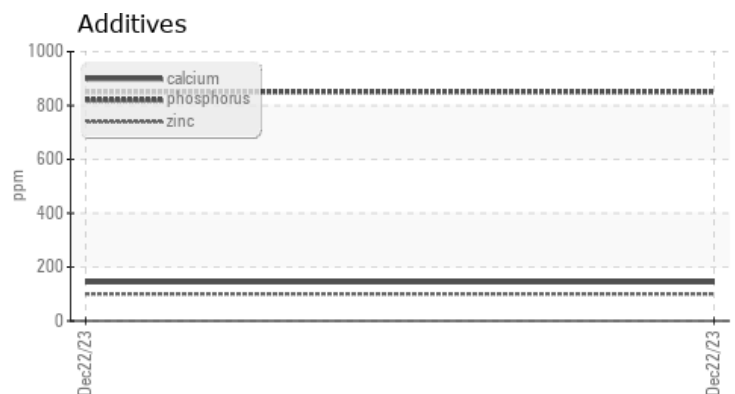 Additives
1000
calcium
phosphorus
zinc
800
600
ppm
400
200
0
Dec22/23
Dec22/23